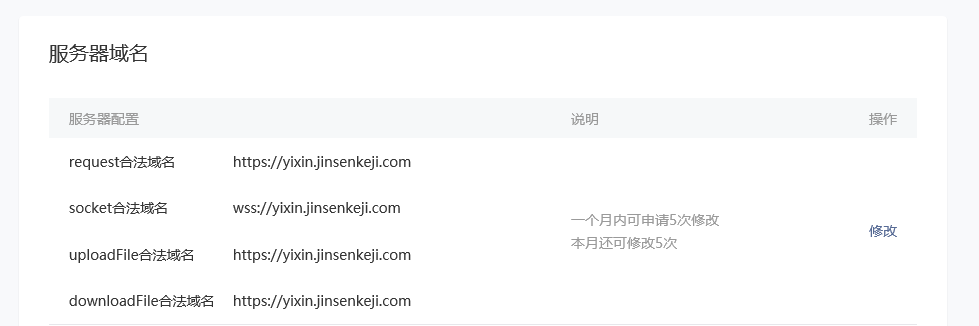 服务器域名
服务器配置 说明 操作
request合法域名 https://yixin.jinsenkeji.com
socket合法域名 wss://yixin.jinsenkeji.com
一个月内可申请5次修改
本月还可修改5次
修改
uploadFile合法域名 https://yixin.jinsenkeji.com
downloadFile合法域名 https://yixin.jinsenkeji.com